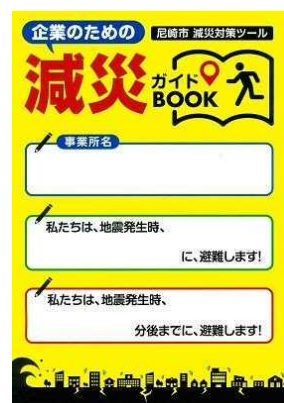 企業のための
尼崎市 減災対策ツール
減災
ガイド
BOOK
事業所名
私たちは、地震発生時、
に、避難します!
私たちは、地震発生時、
分後までに、避難します!